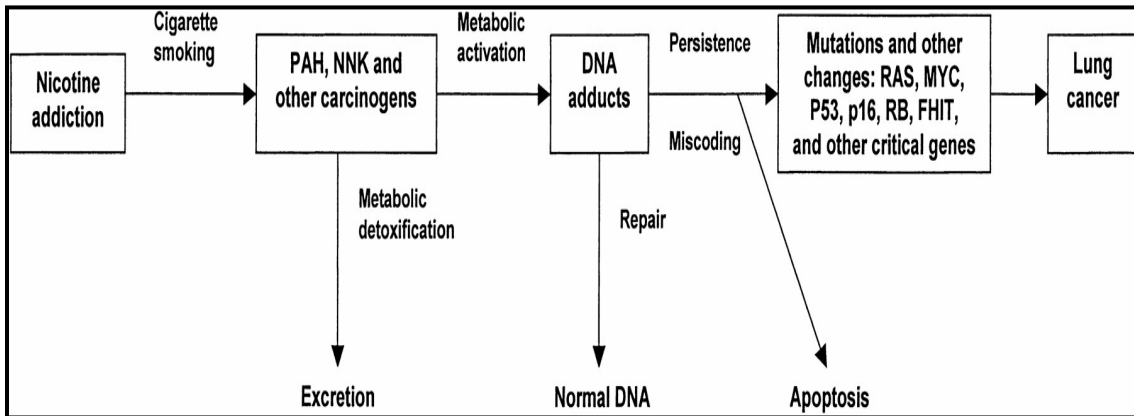 Cigarette
smoking
Metabolic
activation
Nicotine
addiction
PAH, NNK and
other carcinogens
DNA
adducts
Persistence
Miscoding
Mutations and other
changes: RAS, MYC,
P53, p16, RB, FHIT,
and other critical genes
Lung
cancer
Metabolic
detoxification
Repair
Excretion
Normal DNA
Apoptosis